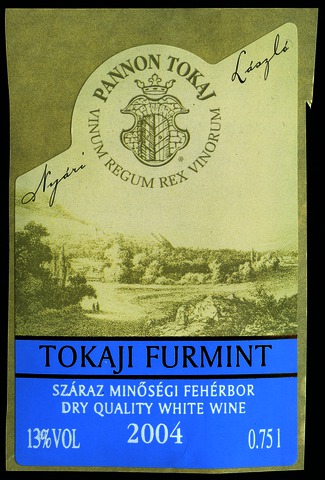 PANNON TOKAJ
VINUM REGUM REX VINORUM
®
Nyári
László
TOKAJI FURMINT
SZÁRAZ MINŐSÉGI FEHÉRBOR
DRY QUALITY WHITE WINE
13%VOL 2004 0.75 l